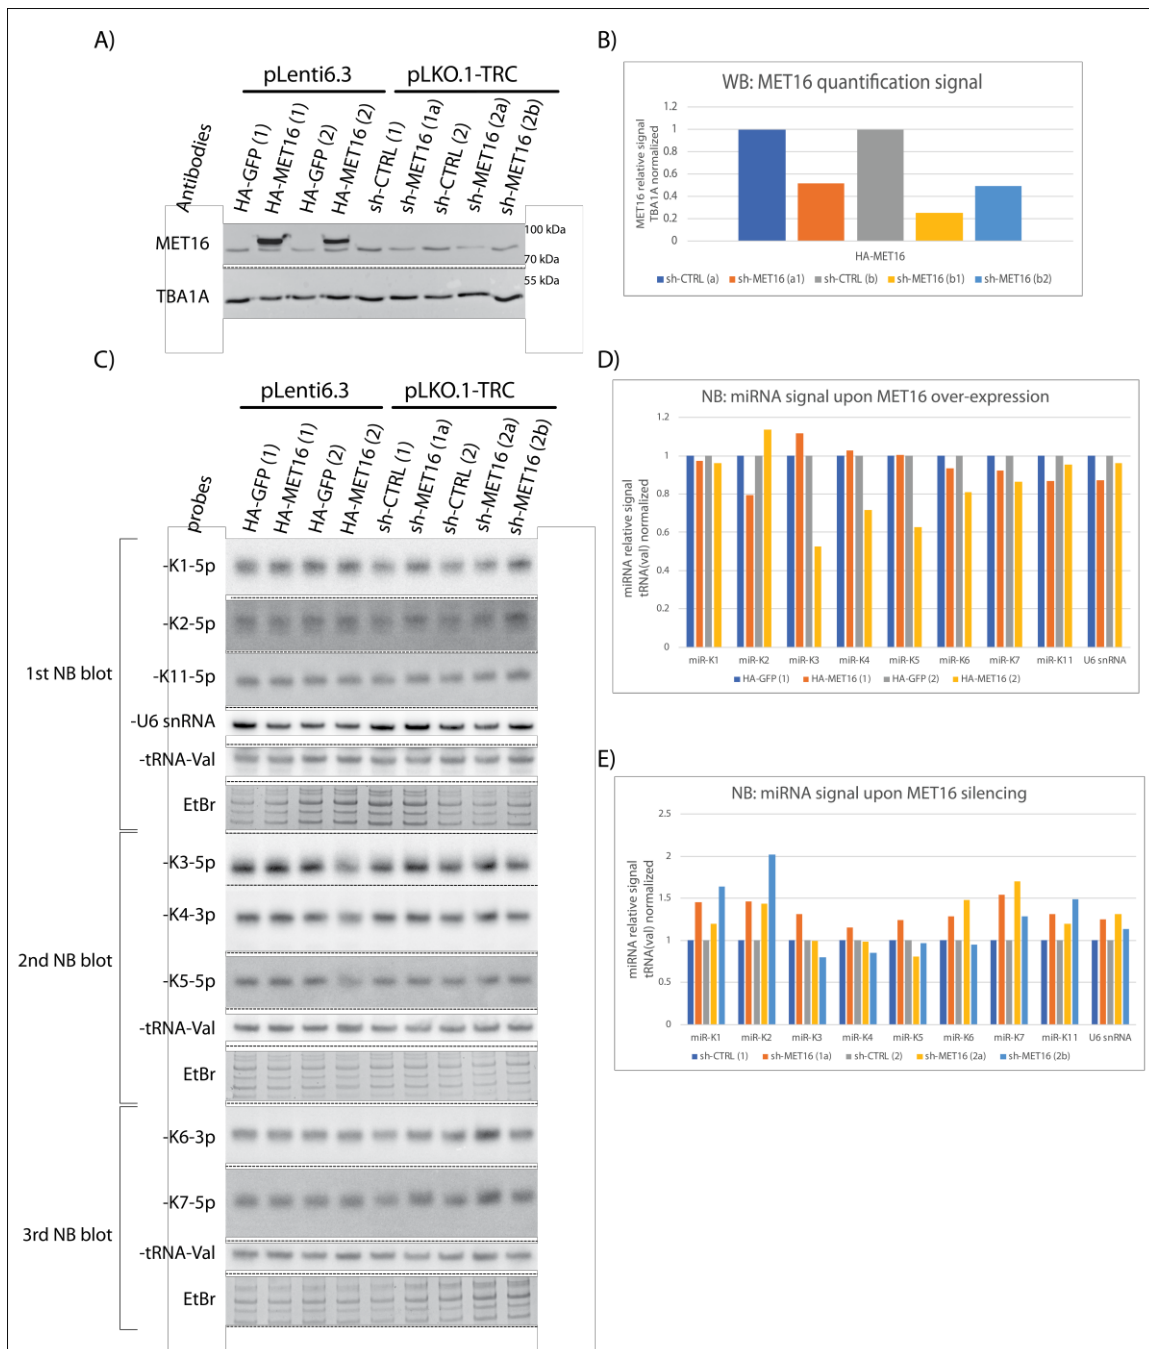 A)
pLenti6.3 pLKO.1-TRC
Antibodies
HA-GFP (1)
HA-MET16 (1)
HA-GFP (2)
HA-MET16 (2)
sh-CTRL (1)
sh-MET16 (1a)
sh-CTRL (2)
sh-MET16 (2a)
sh-MET16 (2b)
MET16
100 kDa
70 kDa
TBA1A
55 kDa
B)
WB: MET16 quantification signal
MET16 relative signal
TBA1A normalized
1.2
1
0.8
0.6
0.4
0.2
0
HA-MET16
sh-CTRL (a) sh-MET16 (a1) sh-CTRL (b) sh-MET16 (b1) sh-MET16 (b2)
C)
pLenti6.3 pLKO.1-TRC
probes
HA-GFP (1)
HA-MET16 (1)
HA-GFP (2)
HA-MET16 (2)
sh-CTRL (1)
sh-MET16 (1a)
sh-CTRL (2)
sh-MET16 (2a)
sh-MET16 (2b)
1st NB blot
-K1-5p
-K2-5p
-K11-5p
-U6 snRNA
-tRNA-Val
EtBr
2nd NB blot
-K3-5p
-K4-3p
-K5-5p
-tRNA-Val
EtBr
3rd NB blot
-K6-3p
-K7-5p
-tRNA-Val
EtBr
D)
NB: miRNA signal upon MET16 over-expression
miRNA relative signal
tRNA(val) normalized
1.2
1
0.8
0.6
0.4
0.2
0
miR-K1 miR-K2 miR-K3 miR-K4 miR-K5 miR-K6 miR-K7 miR-K11 U6 snRNA
HA-GFP (1) HA-MET16 (1) HA-GFP (2) HA-MET16 (2)
E)
NB: miRNA signal upon MET16 silencing
miRNA relative signal
tRNA(val) normalized
2.5
2
1.5
1
0.5
0
miR-K1 miR-K2 miR-K3 miR-K4 miR-K5 miR-K6 miR-K7 miR-K11 U6 snRNA
sh-CTRL (1) sh-MET16 (1a) sh-CTRL (2) sh-MET16 (2a) sh-MET16 (2b)